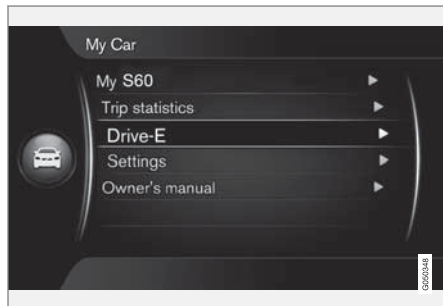 My Car
My S60
Trip statistics
Drive-E
Settings
Owner's manual
G050348